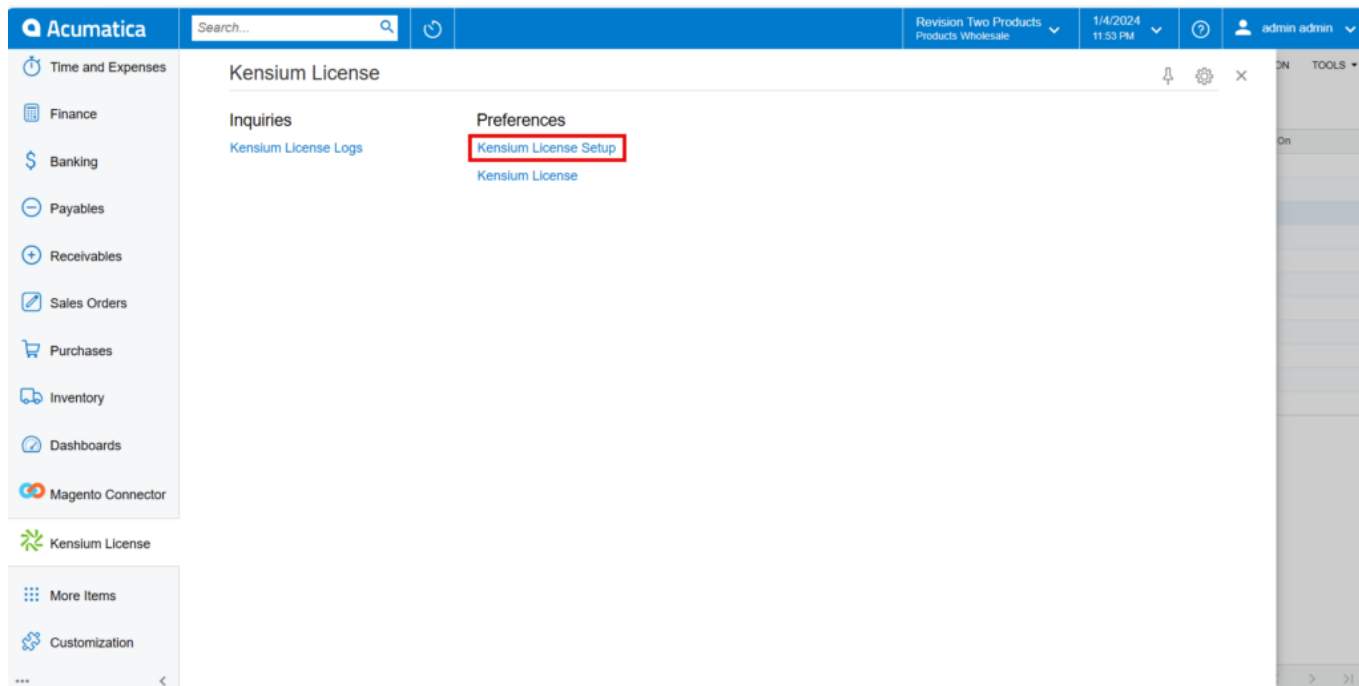 Acumatica
Search...
Revision Two Products
Products Wholesale
1/4/2024
11:53 PM
admin admin
Time and Expenses
Finance
Banking
Payables
Receivables
Sales Orders
Purchases
Inventory
Dashboards
Magento Connector
Kensium License
More Items
Customization
Kensium License
Inquiries
Kensium License Logs
Preferences
Kensium License Setup
Kensium License
ON
TOOLS
On